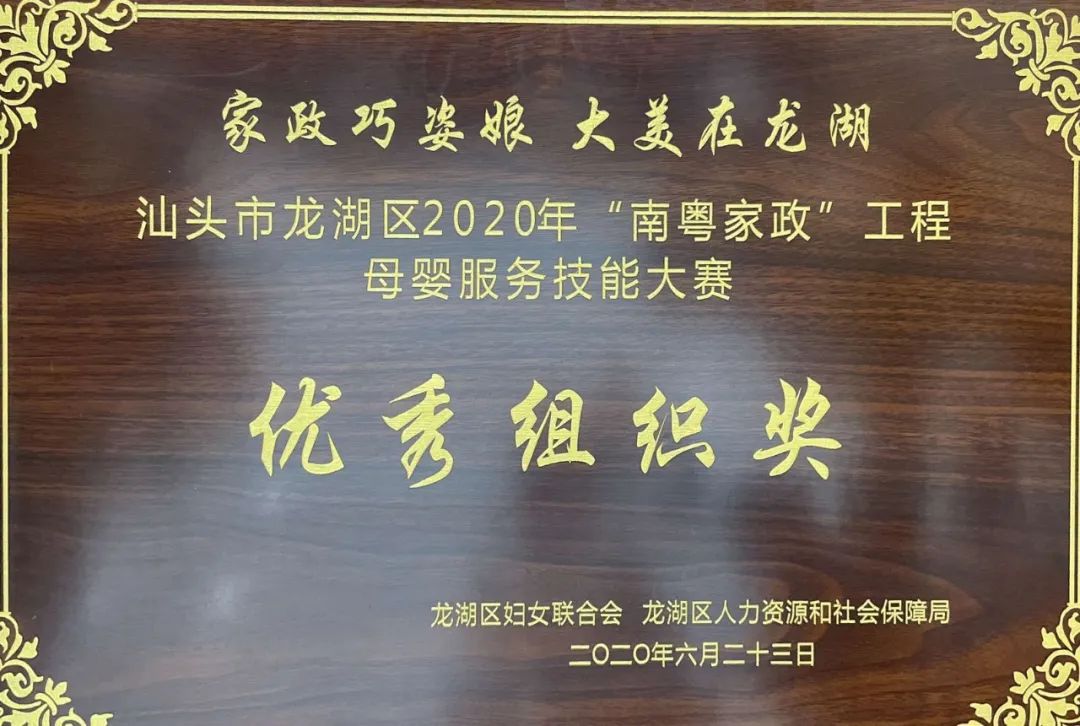 家政巧姿娘 大美在龙湖
汕头市龙湖区2020年“南粤家政”工程
母婴服务技能大赛
优秀组织奖
龙湖区妇女联合会 龙湖区人力资源和社会保障局
二〇二〇年六月二十三日